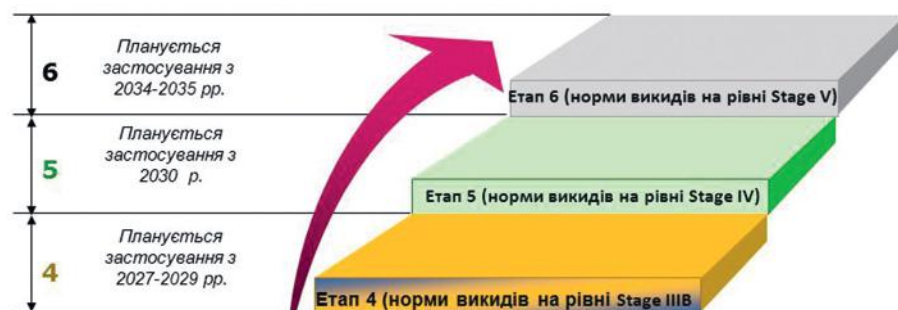 6
Планується
застосування з
2034-2035 рр.
Етап 6 (норми викидів на рівні Stage V)
5
Планується
застосування з
2030 р.
Етап 5 (норми викидів на рівні Stage IV)
4
Планується
застосування з
2027-2029 рр.
Етап 4 (норми викидів на рівні Stage IIIB